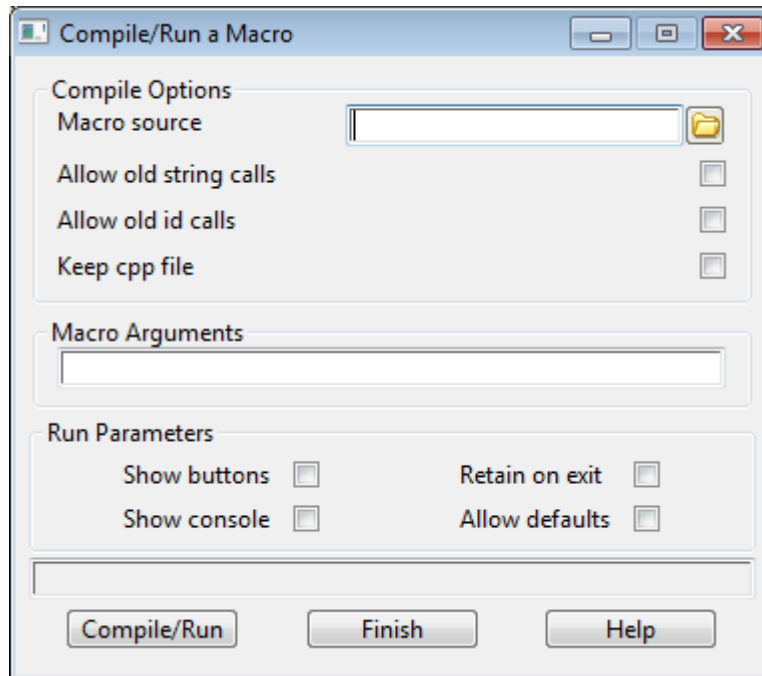 Compile/Run a Macro
Compile Options
Macro source
Allow old string calls
Allow old id calls
Keep cpp file
Macro Arguments
Run Parameters
Show buttons Retain on exit
Show console Allow defaults
Compile/Run Finish Help